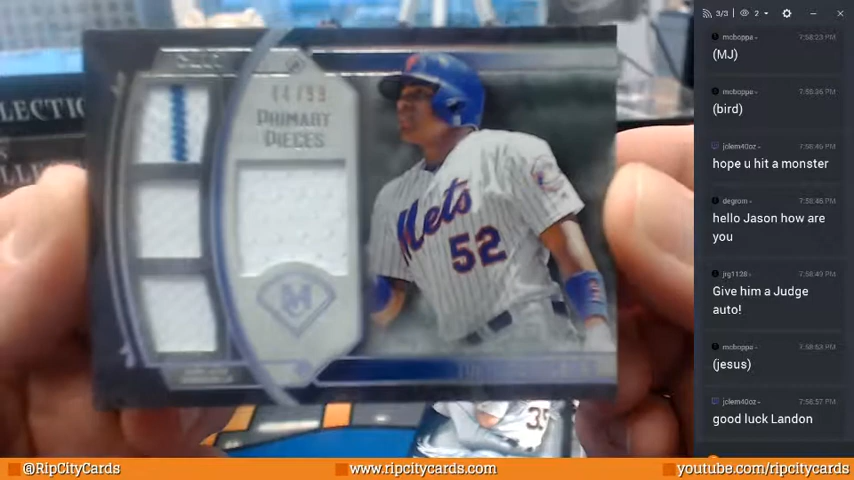 44/99
PRIMARY
PIECES
Mets
52
35
LECTION
3/3
2
mcboppa
7:58:23 PM
(MJ)
mcboppa
7:58:36 PM
(bird)
jclem40oz
7:58:46 PM
hope u hit a monster
degrom
7:58:46 PM
hello Jason how are
you
jrg1128
7:58:49 PM
Give him a Judge
auto!
mcboppa
7:58:53 PM
(jesus)
jclem40oz
7:58:57 PM
good luck Landon
@RipCityCards
www.ripcitycards.com
youtube.com/ripcitycards